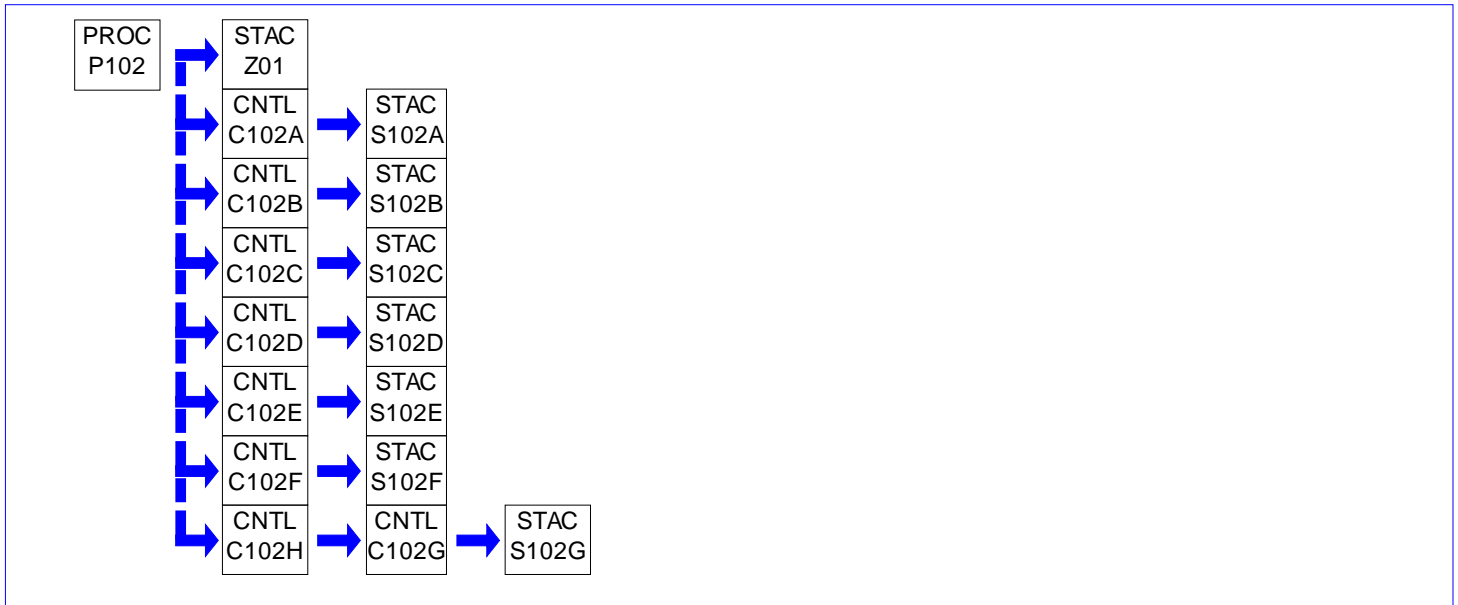 PROC
P102
STAC
Z01
CNTL
C102A
STAC
S102A
CNTL
C102B
STAC
S102B
CNTL
C102C
STAC
S102C
CNTL
C102D
STAC
S102D
CNTL
C102E
STAC
S102E
CNTL
C102F
STAC
S102F
CNTL
C102H
CNTL
C102G
STAC
S102G